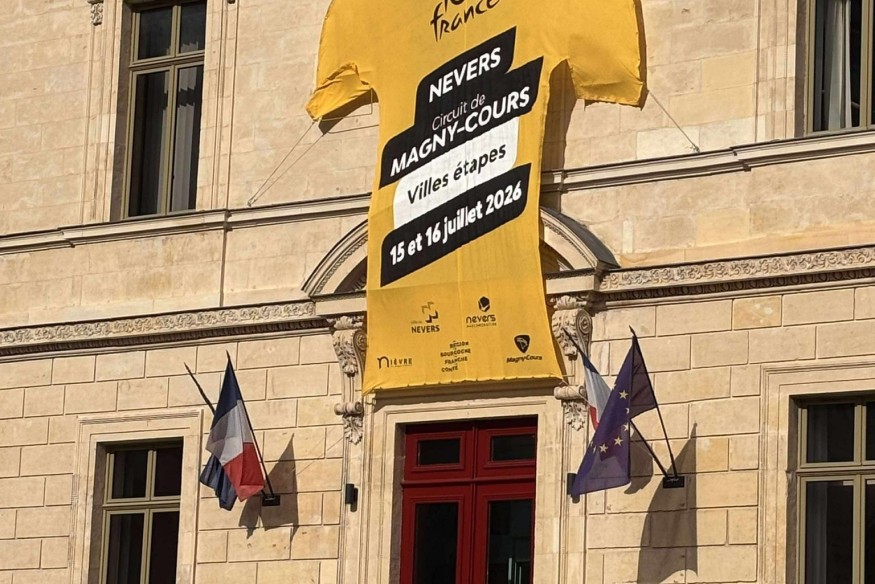 france
NEVERS
Circuit de
MAGNY-COURS
Villes étapes
15 et 16 juillet 2026
NEVERS
nevers
NIÈVRE
RÉGION
BOURGOGNE
FRANCHE
COMTÉ
Magny-Cours